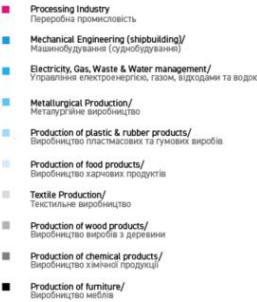 Processing Industry
Переробна промисловість
Mechanical Engineering (shipbuilding)/
Машинобудування (суднобудування)
Electricity, Gas, Waste & Water management/
Управління електроенергією, газом, відходами та водою
Metallurgical Production/
Металургійне виробництво
Production of plastic & rubber products/
Виробництво пластмасових та гумових виробів
Production of food products/
Виробництво харчових продуктів
Textile Production/
Текстильне виробництво
Production of wood products/
Виробництво виробів з деревини
Production of chemical products/
Виробництво хімічної продукції
Production of furniture/
Виробництво меблів